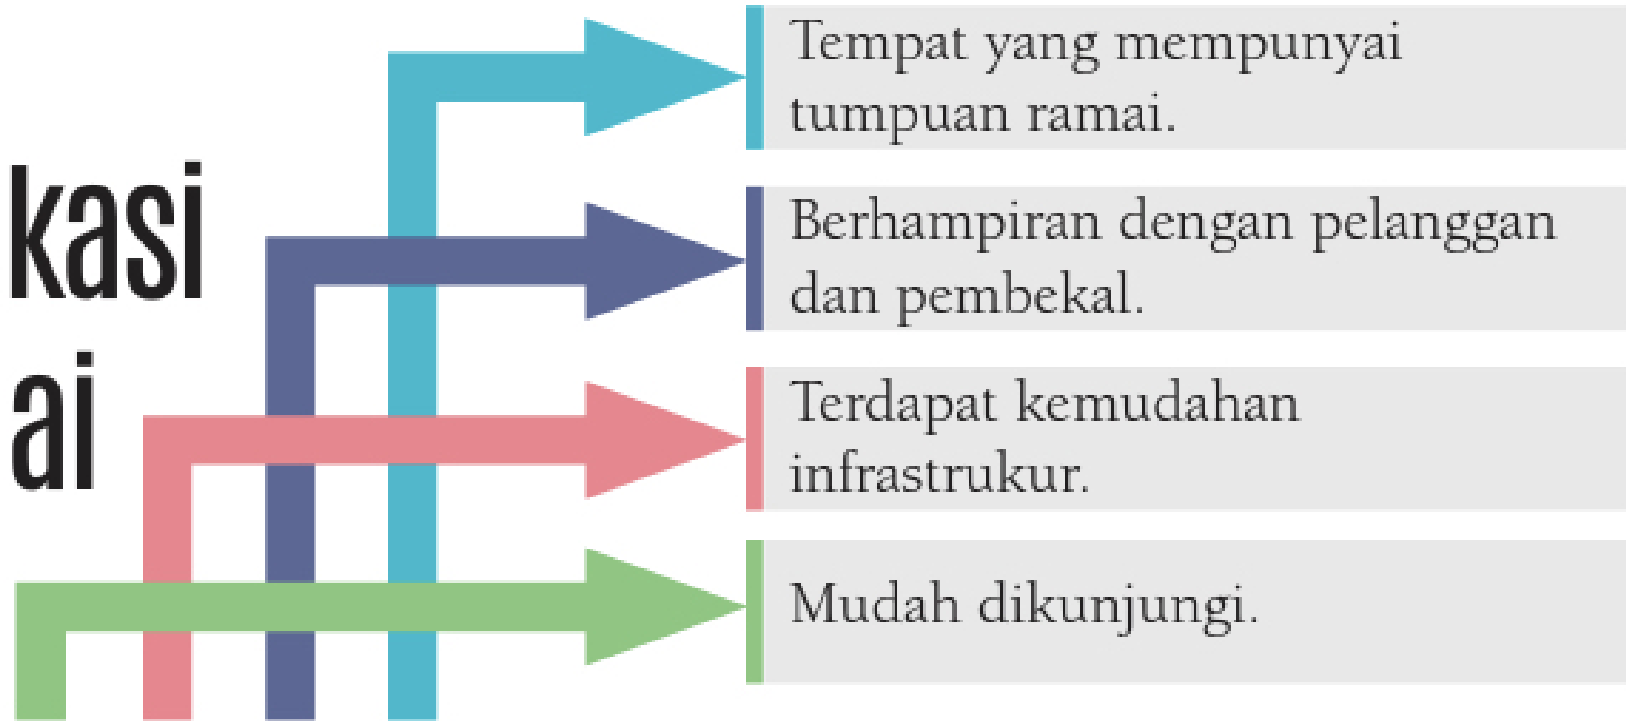 kasi
ai
Tempat yang mempunyai
tumpuan ramai.
Berhampiran dengan pelanggan
dan pembekal.
Terdapat kemudahan
infrastrukur.
Mudah dikunjungi.